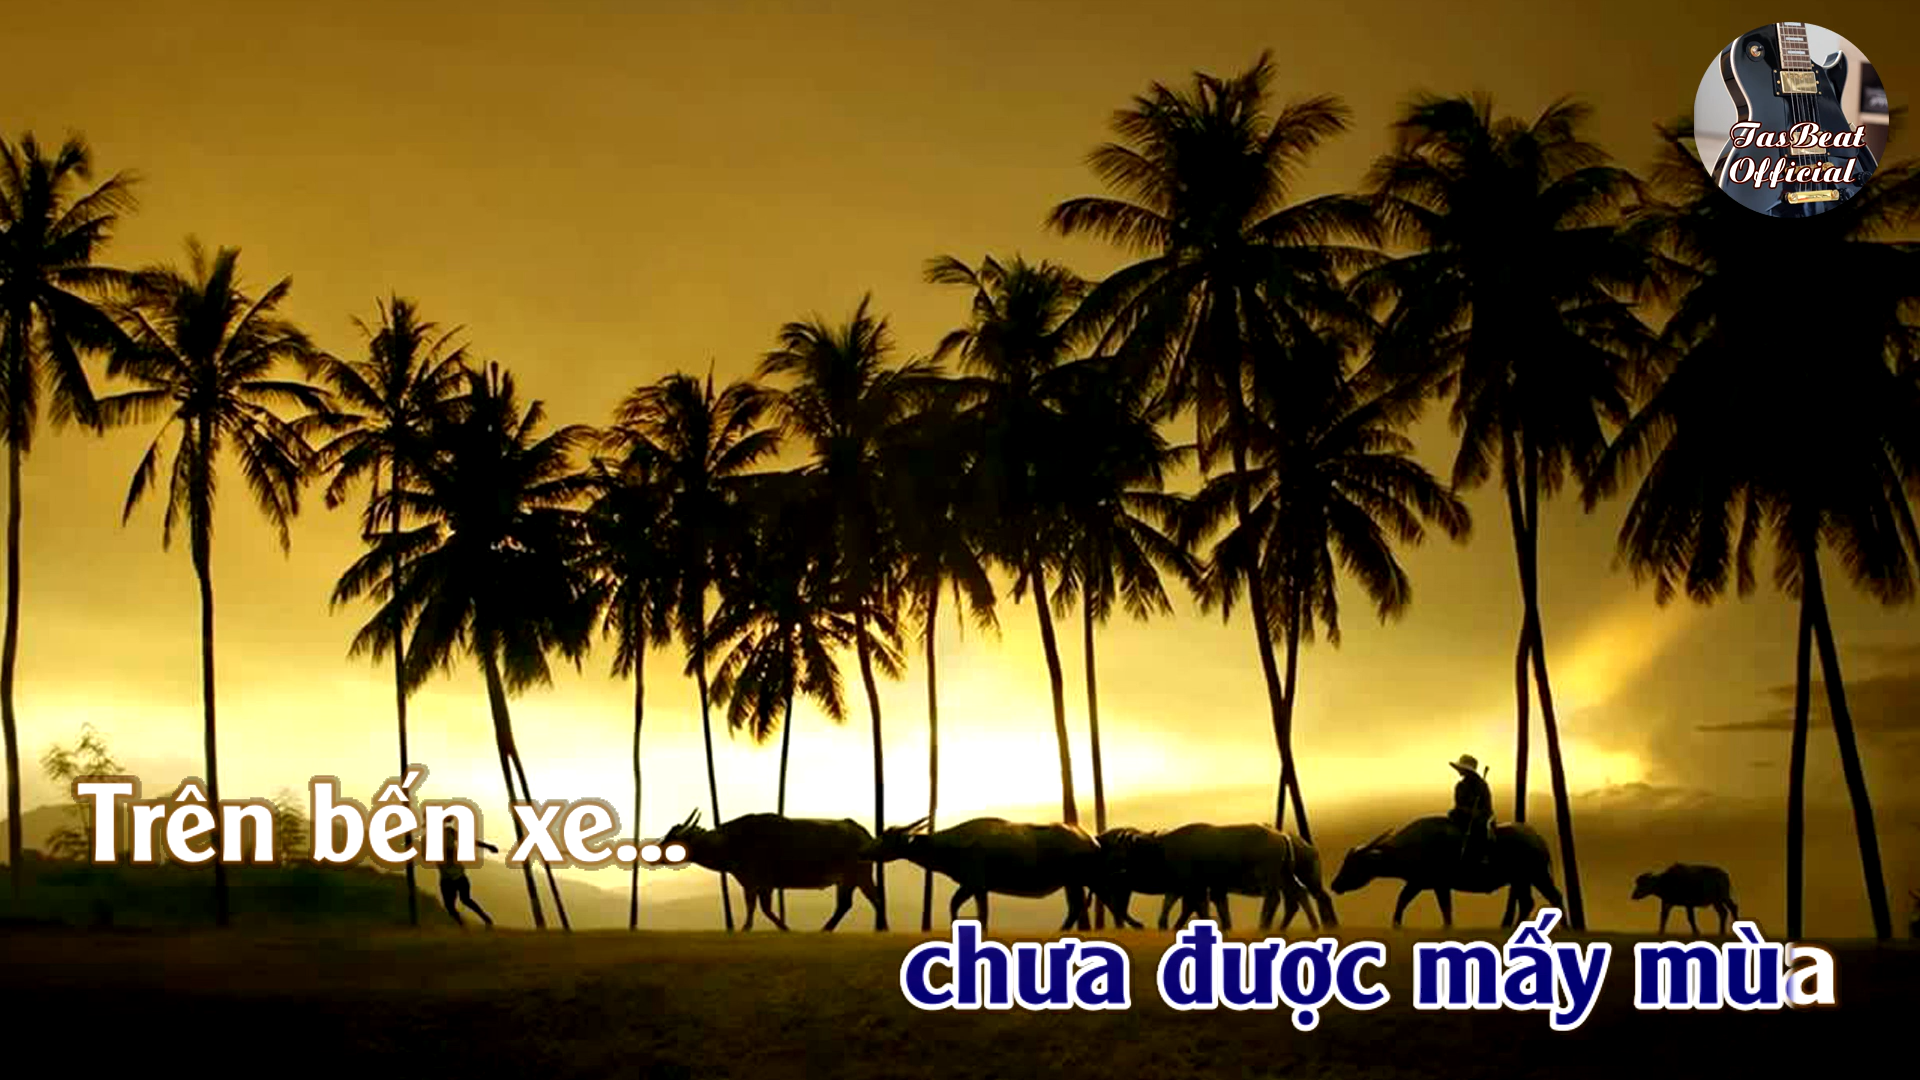 TasBeat
Official
Trên bến xe...
chưa được mấy mùa